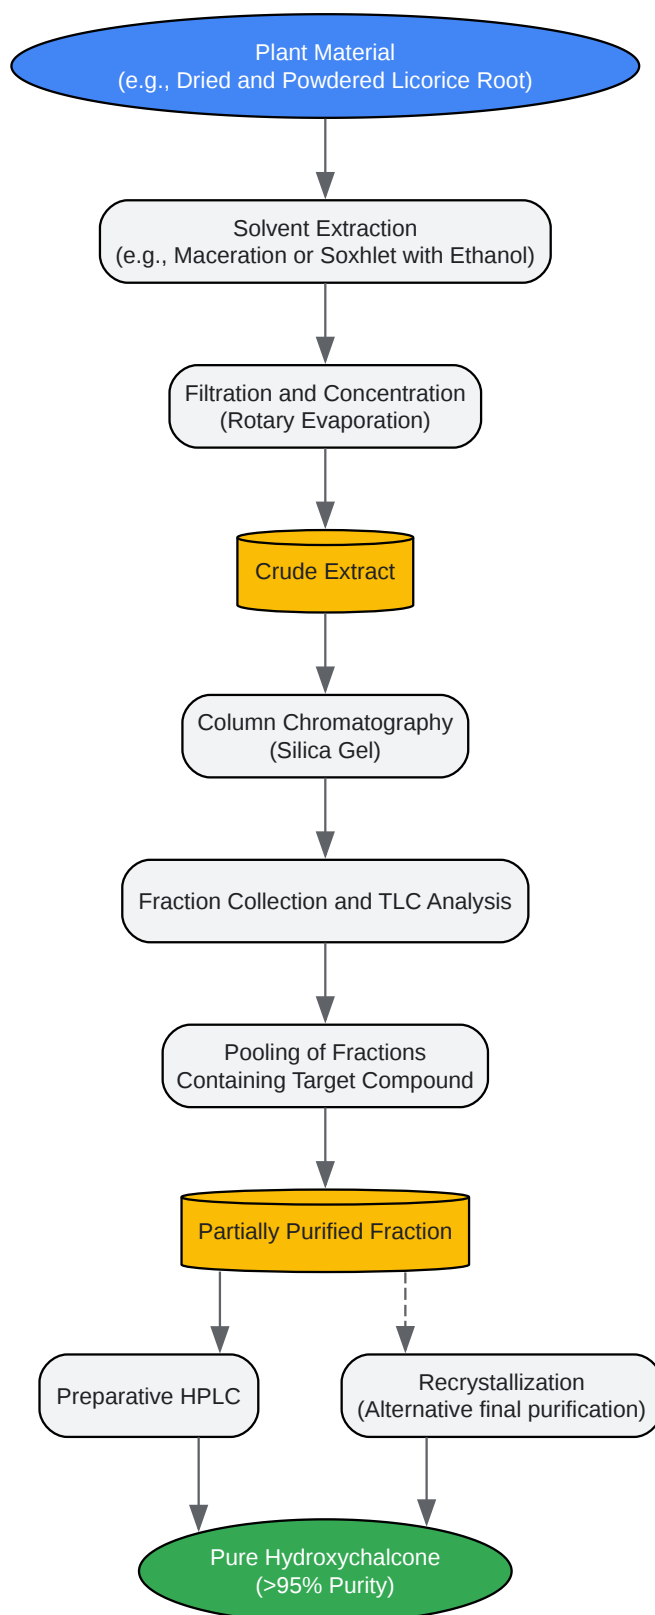 Plant Material
(e.g., Dried and Powdered Licorice Root)
Solvent Extraction
(e.g., Maceration or Soxhlet with Ethanol)
Filtration and Concentration
(Rotary Evaporation)
Crude Extract
Column Chromatography
(Silica Gel)
Fraction Collection and TLC Analysis
Pooling of Fractions
Containing Target Compound
Partially Purified Fraction
Preparative HPLC
Recrystallization
(Alternative final purification)
Pure Hydroxychalcone
(>95% Purity)